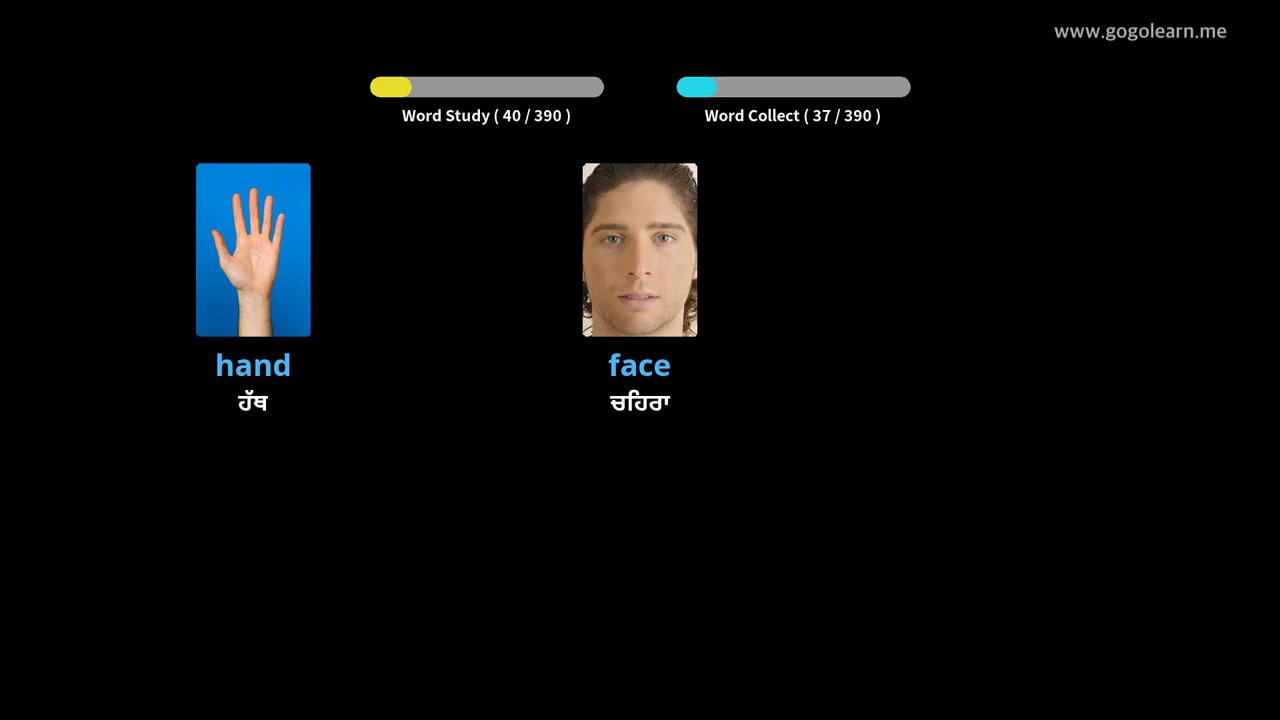 www.gogolearn.me
Word Study ( 40 / 390 )
Word Collect ( 37 / 390 )
hand
ਹੱਥ
face
ਚਹਿਰਾ